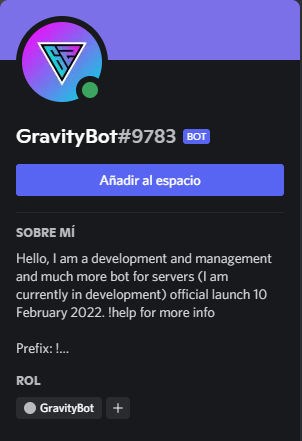 GravityBot#9783 BOT
Añadir al espacio
SOBRE MÍ
Hello, I am a development and management
and much more bot for servers (I am
currently in development) official launch 10
February 2022. !help for more info
Prefix: !...
ROL
GravityBot +